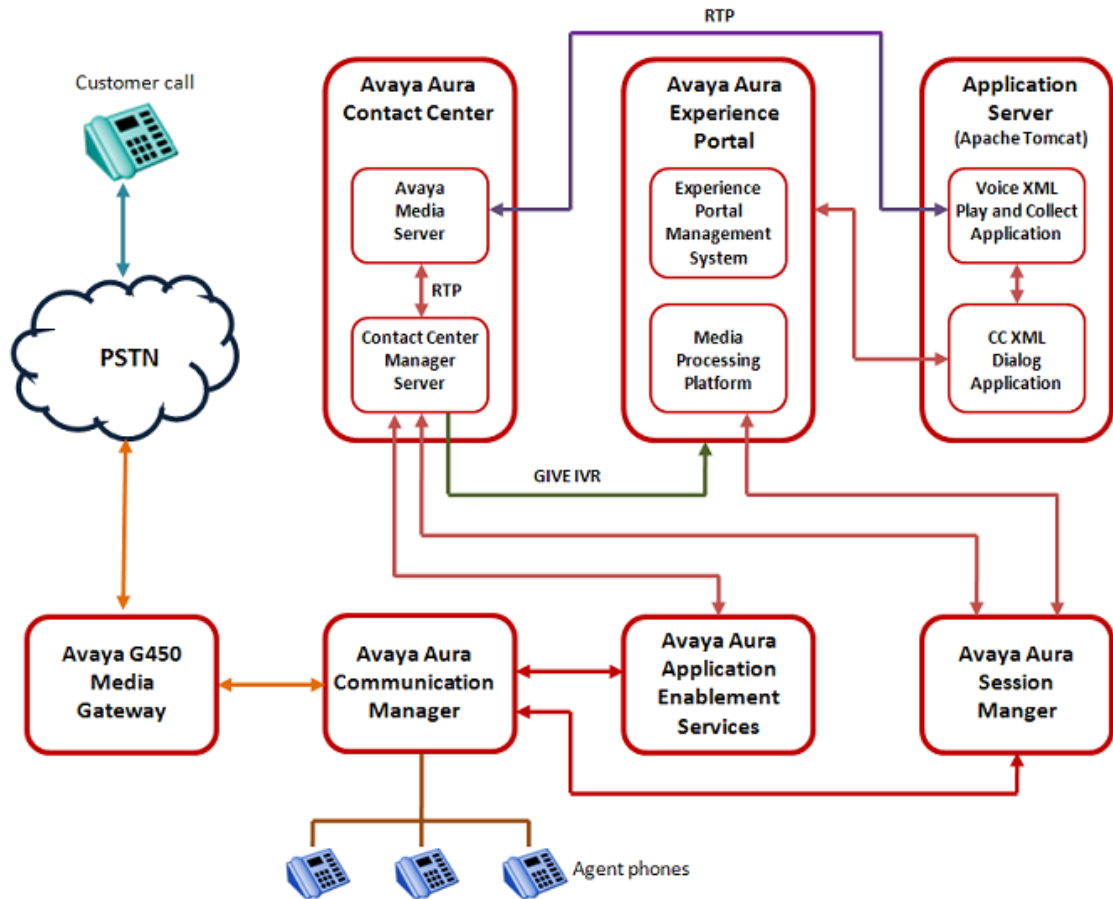 RTP
Customer call
Avaya Aura
Contact Center
Avaya Aura
Experience
Portal
Application
Server
(Apache Tomcat)
Avaya
Media
Server
Experience
Portal
Management
System
Voice XML
Play and Collect
Application
RTP
PSTN
Contact Center
Manager
Server
Media
Processing
Platform
CC XML
Dialog
Application
GIVE IVR
Avaya G450
Media
Gateway
Avaya Aura
Communication
Manager
Avaya Aura
Application
Enablement
Services
Avaya Aura
Session
Manger
Agent phones